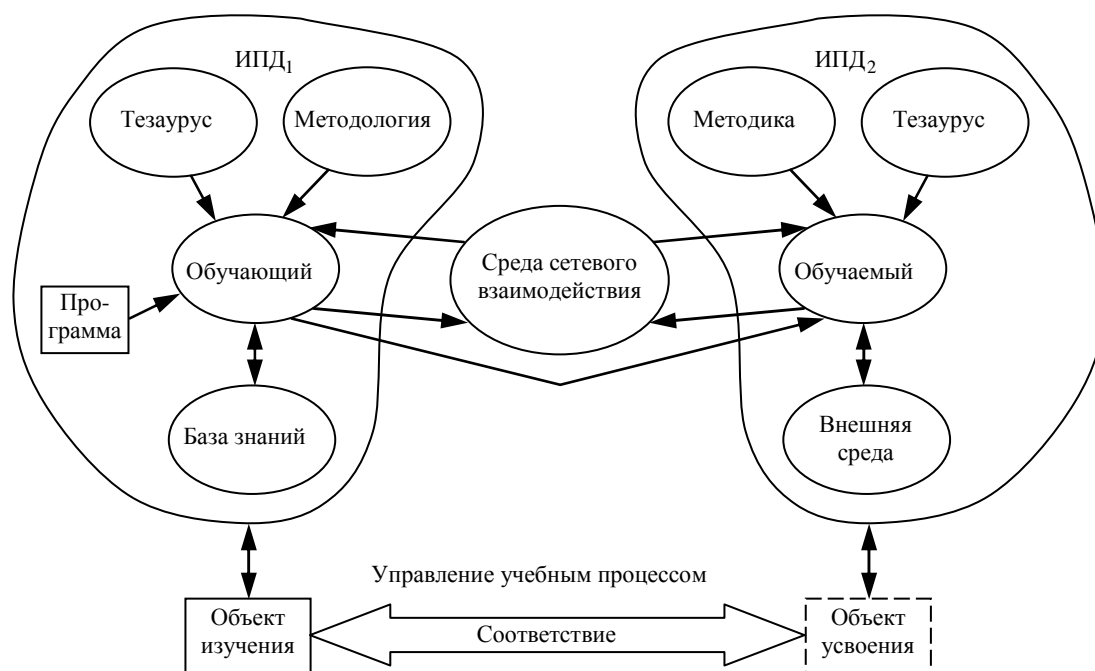 ИПД1
ИПД2
Тезаурус
Методология
Методика
Тезаурус
Обучающий
Среда сетевого
взаимодействия
Обучаемый
Про-
грамма
База знаний
Внешняя
среда
Управление учебным процессом
Объект
изучения
Соответствие
Объект
усвоения